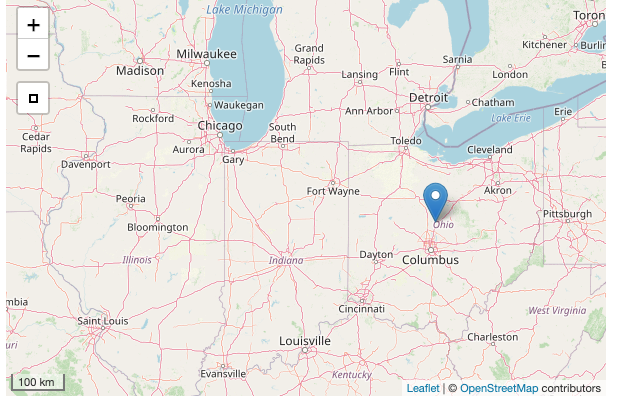 +
−
Lake Michigan
Toron
Milwaukee
Madison
Grand
Rapids
Kitchener
Burlin
Lansing
Flint
Sarnia
London
Kenosha
Waukegan
Ann Arbor
Detroit
Chatham
Rockford
Chicago
Lake Erie
Erie
Cedar
Rapids
South
Bend
Toledo
Cleveland
Davenport
Aurora
Gary
Fort Wayne
Akron
Peoria
Bloomington
Ohio
Pittsburgh
Illinois
Indiana
Dayton
Columbus
mbia
Cincinnati
West Virginia
Saint Louis
uri
Louisville
Charleston
Evansville
Kentucky
100 km
Leaflet | © OpenStreetMap contributors